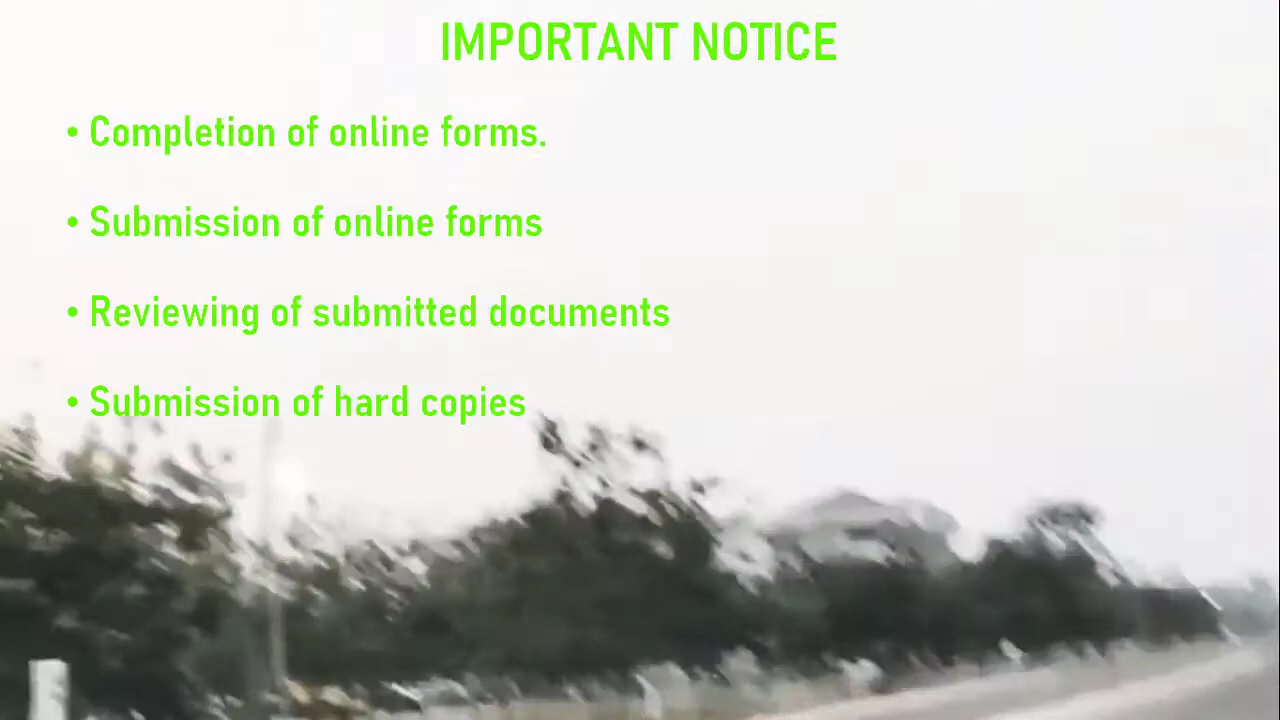 IMPORTANT NOTICE
• Completion of online forms.
• Submission of online forms
• Reviewing of submitted documents
• Submission of hard copies